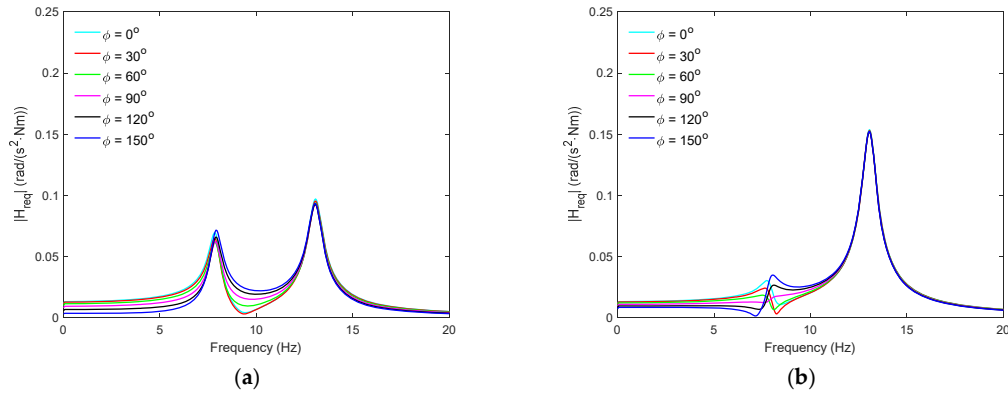 0.25
0.2
0.15
0.1
0.05
0
|H_req| (rad/(s²·Nm))
ϕ = 0°
ϕ = 30°
ϕ = 60°
ϕ = 90°
ϕ = 120°
ϕ = 150°
0 5 10 15 20
Frequency (Hz)
(a)
0.25
0.2
0.15
0.1
0.05
0
|H_req| (rad/(s²·Nm))
ϕ = 0°
ϕ = 30°
ϕ = 60°
ϕ = 90°
ϕ = 120°
ϕ = 150°
0 5 10 15 20
Frequency (Hz)
(b)